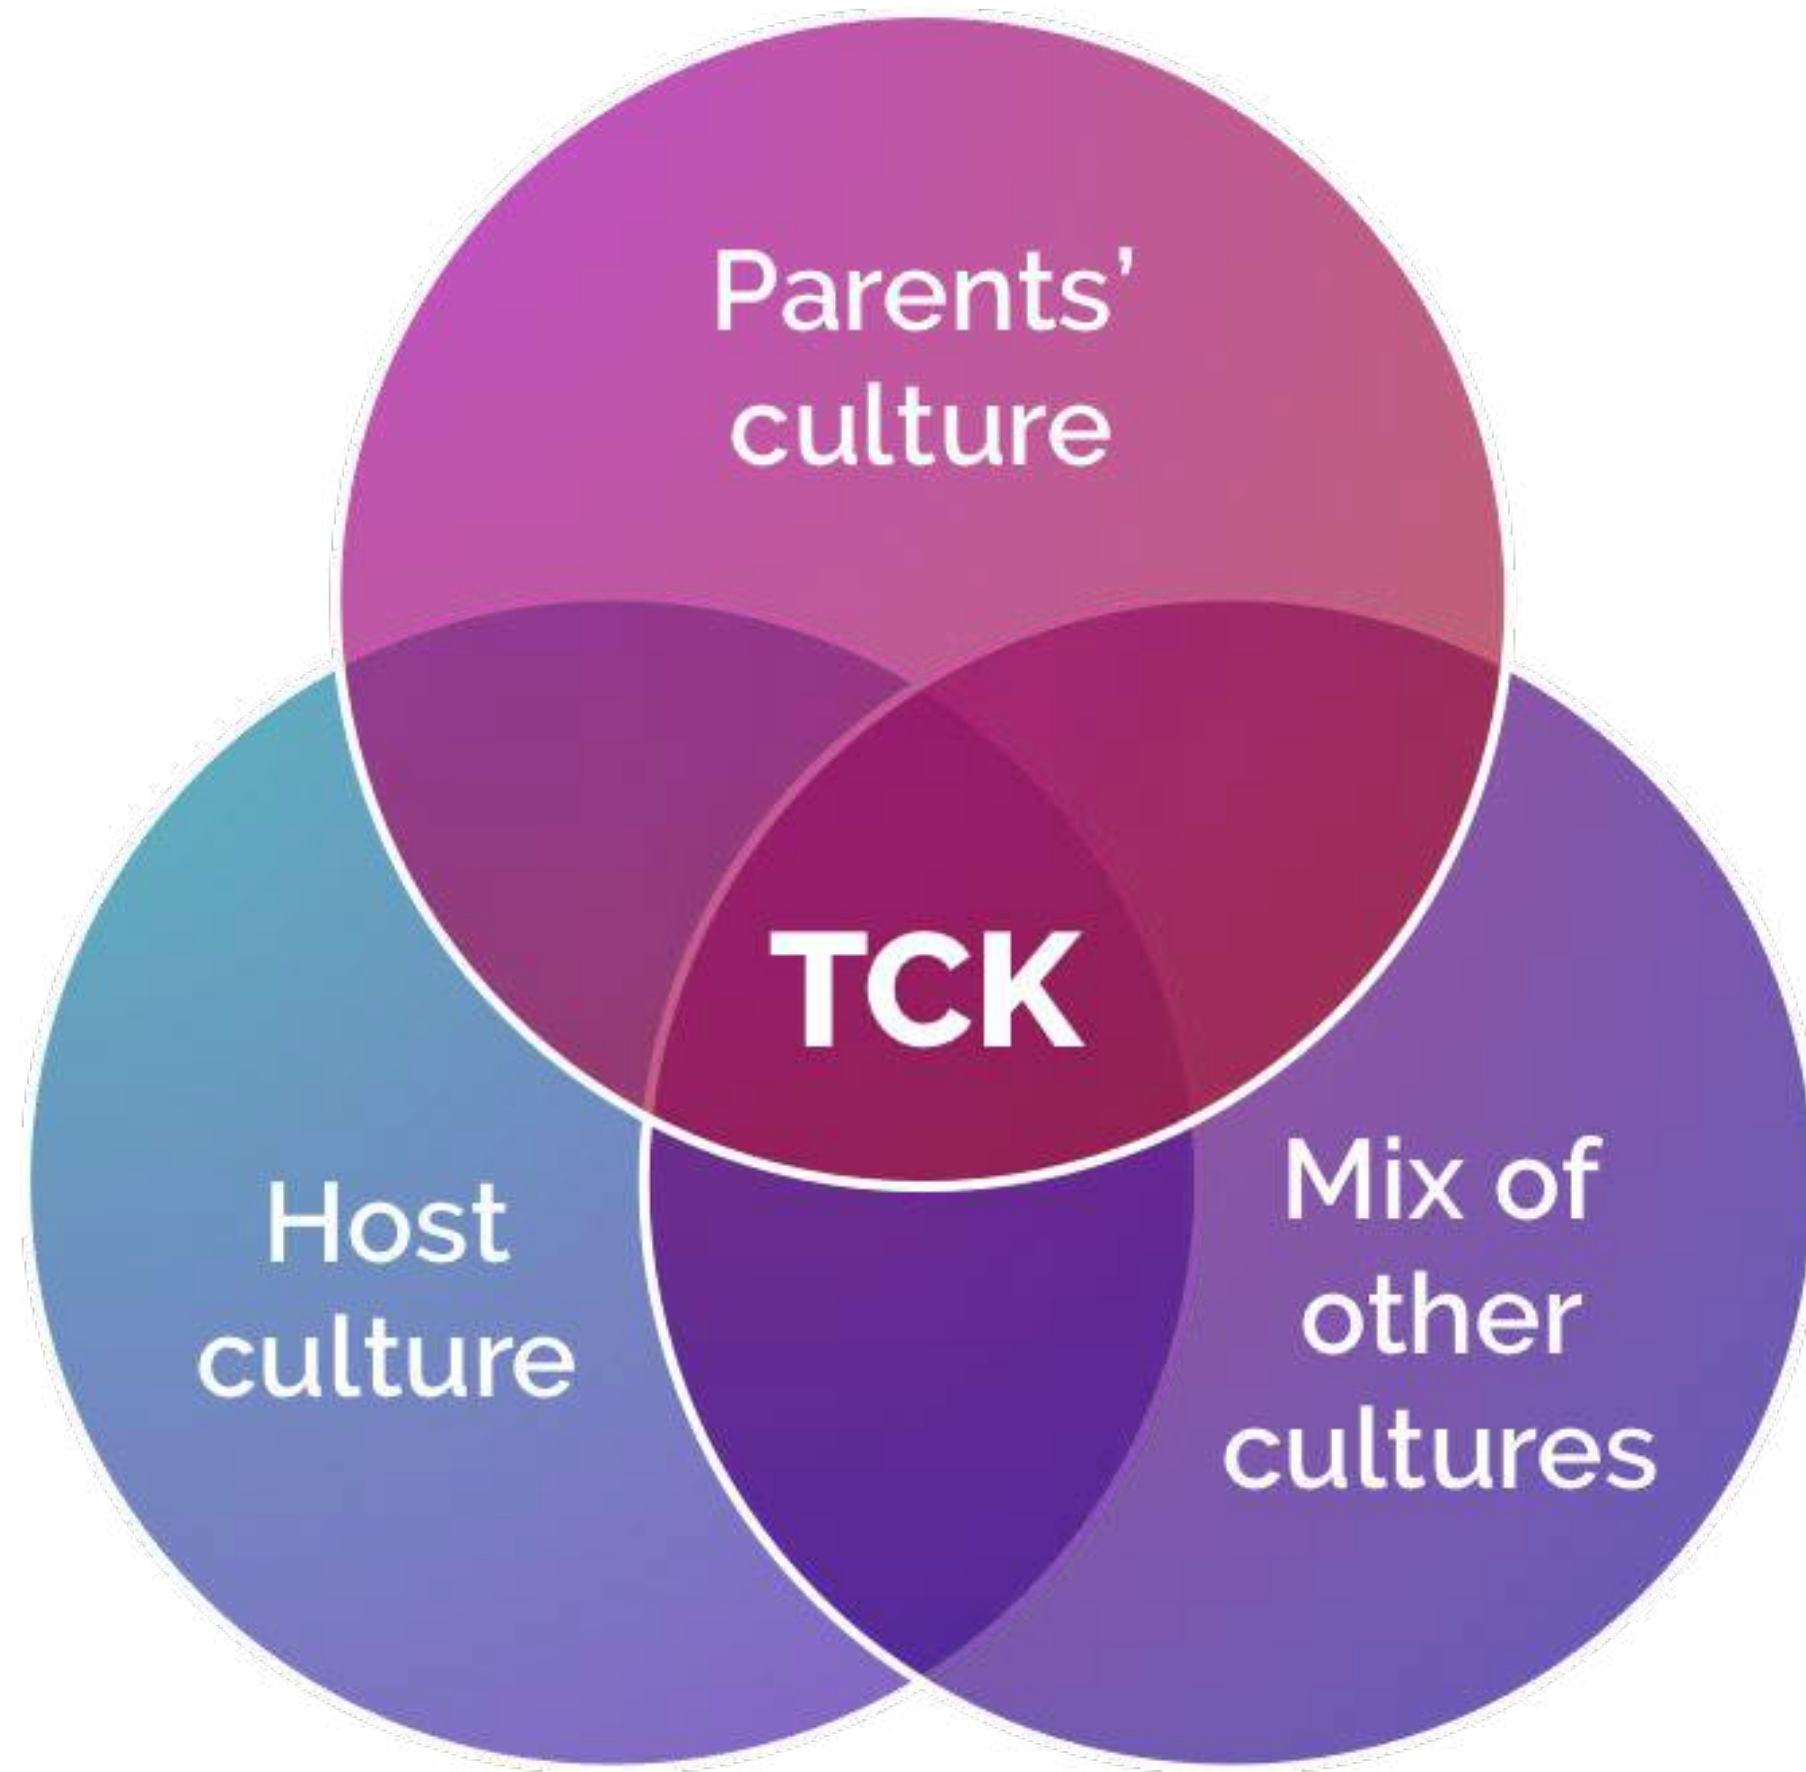 Parents’
culture
TCK
Host
culture
Mix of
other
cultures